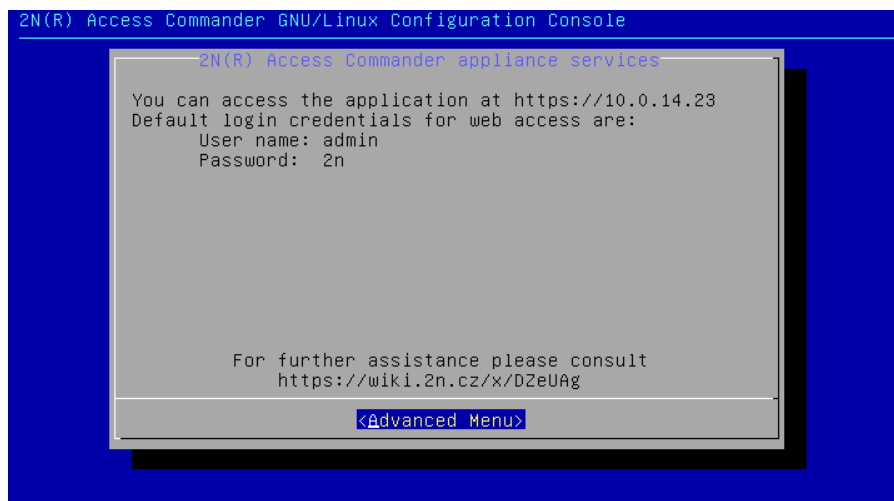 2N(R) Access Commander GNU/Linux Configuration Console
2N(R) Access Commander appliance services
You can access the application at https://10.0.14.23
Default login credentials for web access are:
User name: admin
Password: 2n
For further assistance please consult
https://wiki.2n.cz/x/DZeUAg
<Advanced Menu>